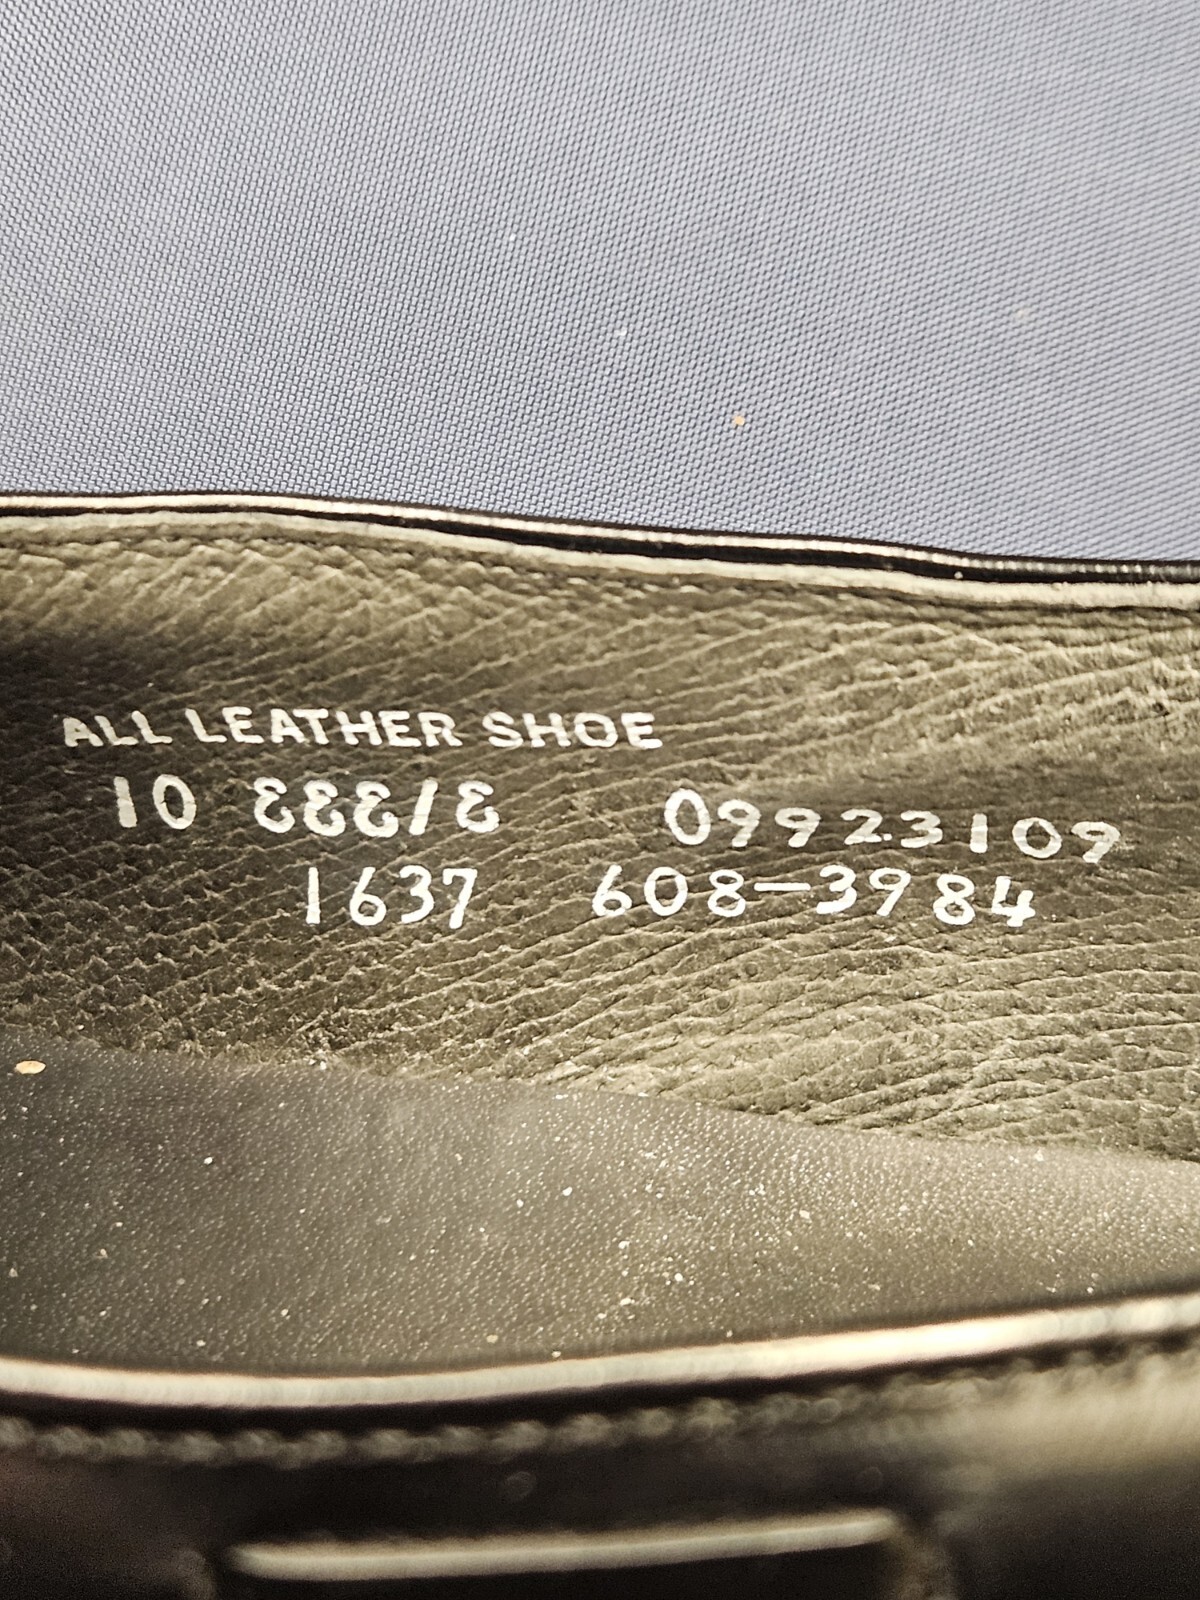 ALL LEATHER SHOE
10 EEE/E 09923109
1637 608-3984